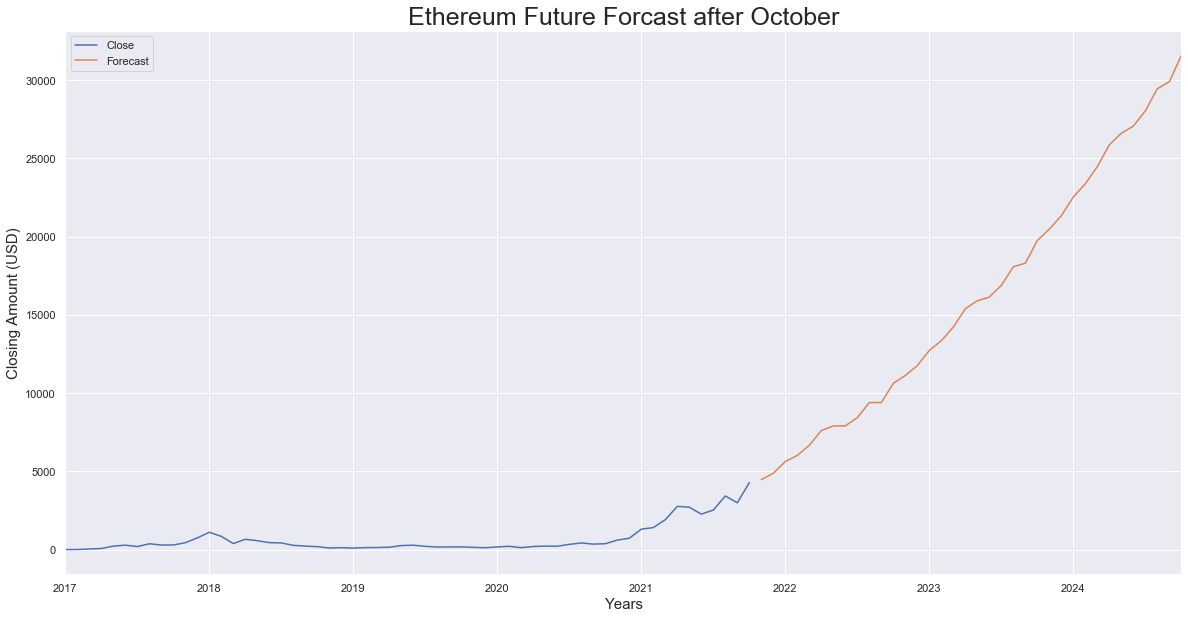 Ethereum Future Forcast after October
Close
Forecast
30000
25000
20000
15000
10000
5000
0
Closing Amount (USD)
2017 2018 2019 2020 2021 2022 2023 2024
Years